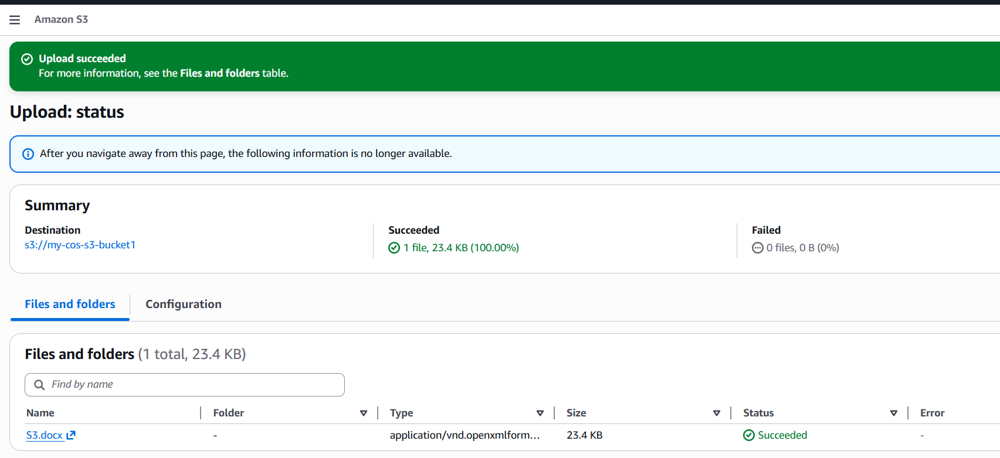 Amazon S3
Upload succeeded
For more information, see the Files and folders table.
Upload: status
After you navigate away from this page, the following information is no longer available.
Summary
Destination
s3://my-cos-s3-bucket1
Succeeded
1 file, 23.4 KB (100.00%)
Failed
0 files, 0 B (0%)
Files and folders
Configuration
Files and folders (1 total, 23.4 KB)
Find by name
Name Folder Type Size Status Error
S3.docx - application/vnd.openxmlform... 23.4 KB Succeeded -